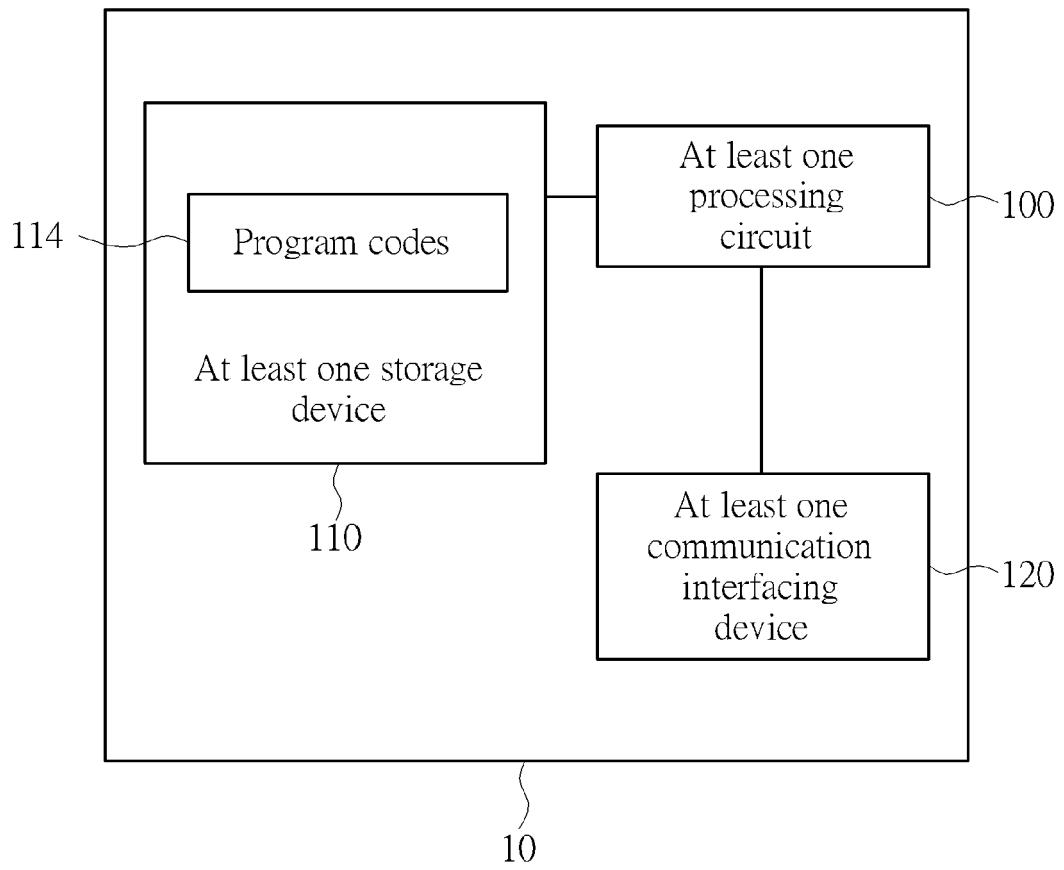 At least one
processing
circuit
100
114
Program codes
At least one storage
device
110
At least one
communication
interfacing
device
120
10